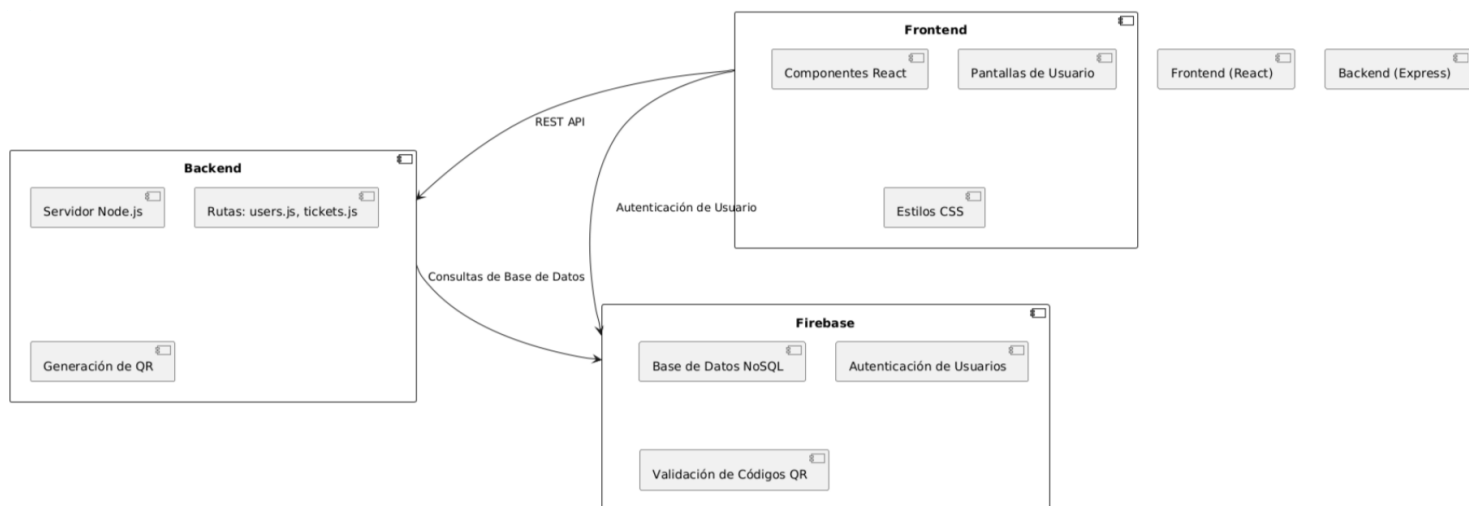 Frontend
Componentes React
Pantallas de Usuario
Frontend (React)
Backend (Express)
REST API
Backend
Servidor Node.js
Rutas: users.js, tickets.js
Autenticación de Usuario
Estilos CSS
Consultas de Base de Datos
Firebase
Generación de QR
Base de Datos NoSQL
Autenticación de Usuarios
Validación de Códigos QR